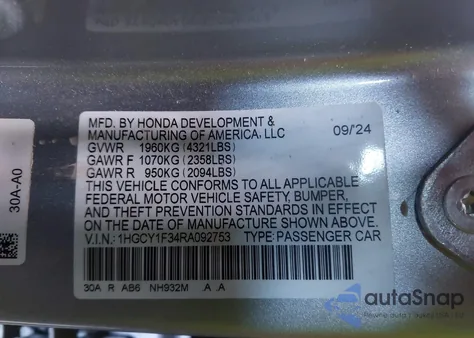 MFD. BY HONDA DEVELOPMENT &
MANUFACTURING OF AMERICA, LLC
09/24
GVWR 1960KG (4321LBS)
GAWR F 1070KG (2358LBS)
GAWR R 950KG (2094LBS)
THIS VEHICLE CONFORMS TO ALL APPLICABLE
FEDERAL MOTOR VEHICLE SAFETY, BUMPER,
AND THEFT PREVENTION STANDARDS IN EFFECT
ON THE DATE OF MANUFACTURE SHOWN ABOVE.
V.I.N.: 1HGCY1F34RA092753 TYPE: PASSENGER CAR
30A R AB6 NH932M .A .A
30A-A0
autoSnap